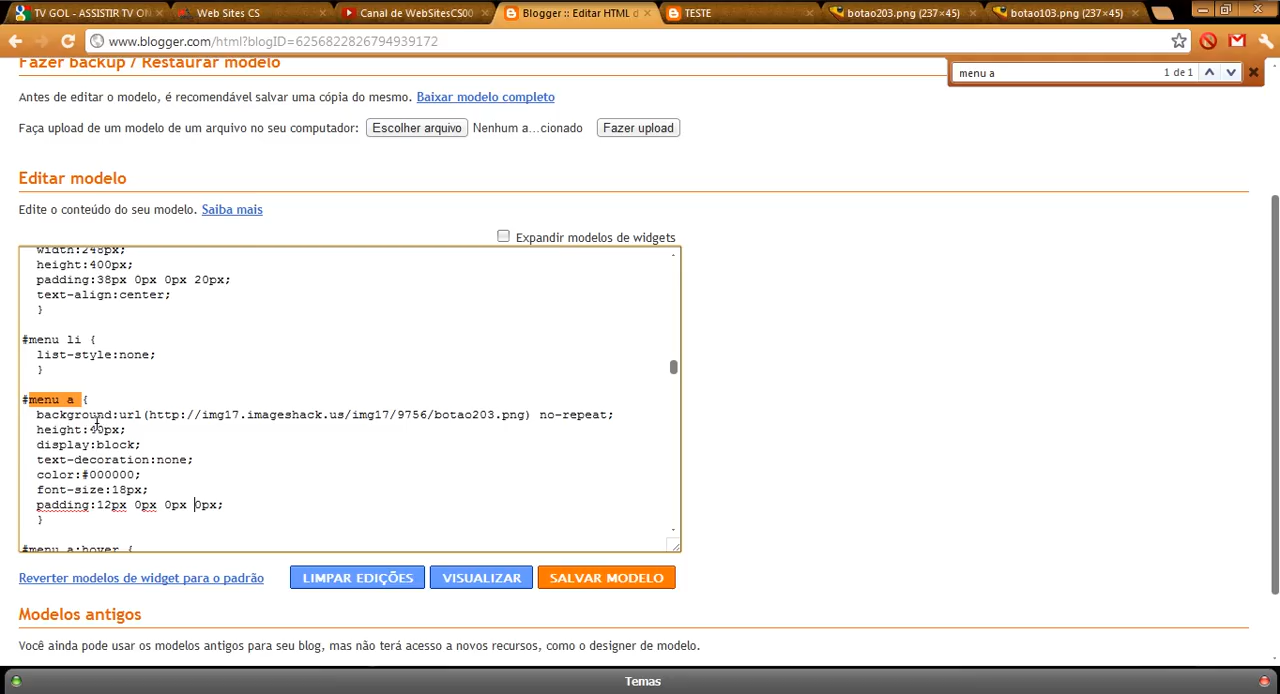 TV GOL - ASSISTIR TV ON
Web Sites CS
Canal de WebSitesCS00
Blogger :: Editar HTML d
TESTE
botao203.png (237×45)
botao103.png (237×45)
www.blogger.com/html?blogID=6256822826794939172
menu a
1 de 1
Fazer backup / Restaurar modelo
Antes de editar o modelo, é recomendável salvar uma cópia do mesmo. Baixar modelo completo
Faça upload de um modelo de um arquivo no seu computador: Escolher arquivo Nenhum a...cionado Fazer upload
Editar modelo
Edite o conteúdo do seu modelo. Saiba mais
Expandir modelos de widgets
width:248px;
height:400px;
padding:38px 0px 0px 20px;
text-align:center;
}
#menu li {
list-style:none;
}
#menu a {
background:url(http://img17.imageshack.us/img17/9756/botao203.png) no-repeat;
height:40px;
display:block;
text-decoration:none;
color:#000000;
font-size:18px;
padding:12px 0px 0px 0px;
}
#menu a:hover {
Reverter modelos de widget para o padrão
LIMPAR EDIÇÕES
VISUALIZAR
SALVAR MODELO
Modelos antigos
Você ainda pode usar os modelos antigos para seu blog, mas não terá acesso a novos recursos, como o designer de modelo.
Temas